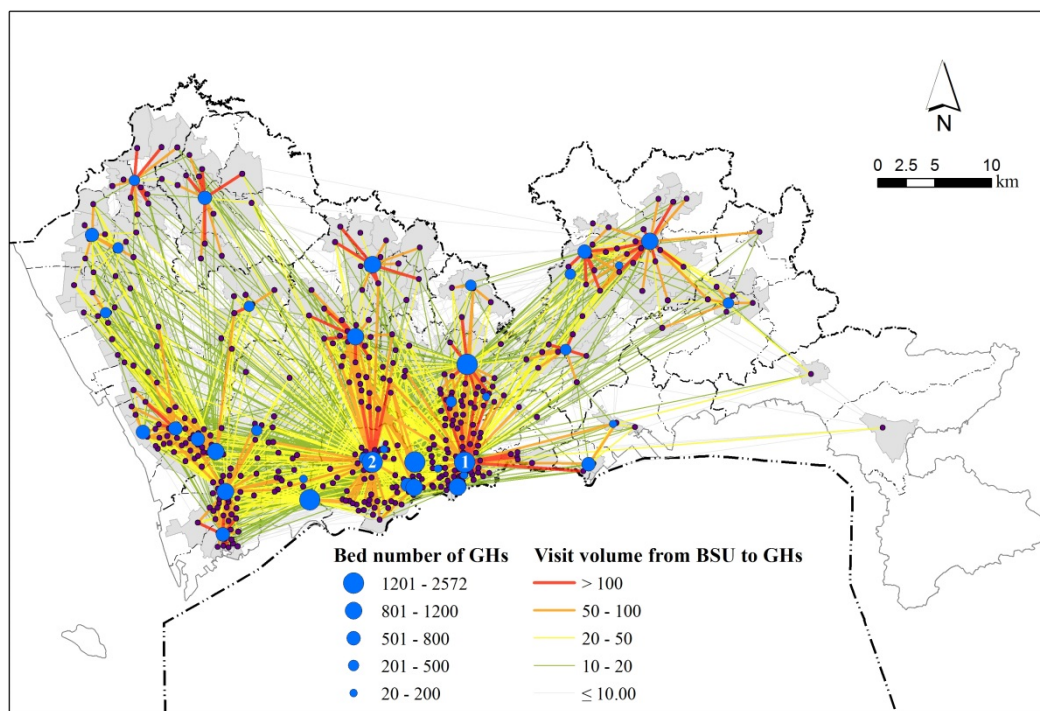 N
0 2.5 5 10
km
2
1
Bed number of GHs
1201 - 2572
801 - 1200
501 - 800
201 - 500
20 - 200
Visit volume from BSU to GHs
> 100
50 - 100
20 - 50
10 - 20
≤ 10.00